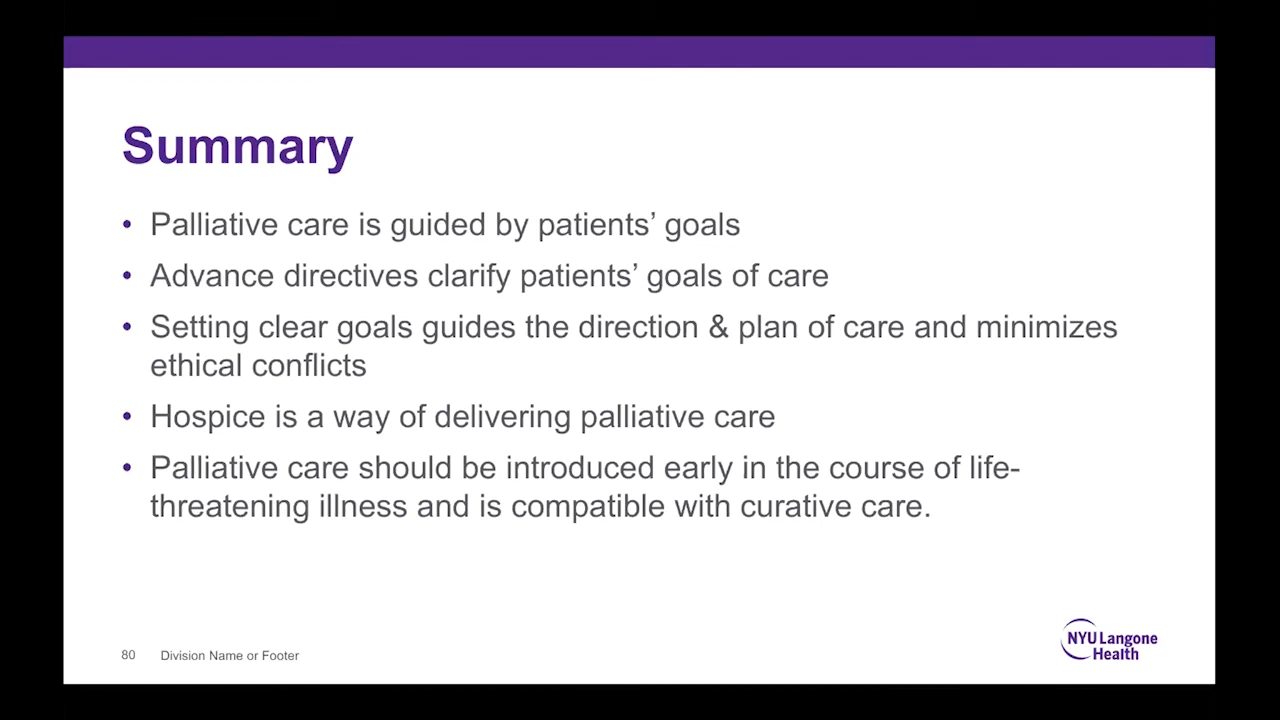 Summary
• Palliative care is guided by patients’ goals
• Advance directives clarify patients’ goals of care
• Setting clear goals guides the direction & plan of care and minimizes
ethical conflicts
• Hospice is a way of delivering palliative care
• Palliative care should be introduced early in the course of life-
threatening illness and is compatible with curative care.
80 Division Name or Footer
NYU Langone
Health